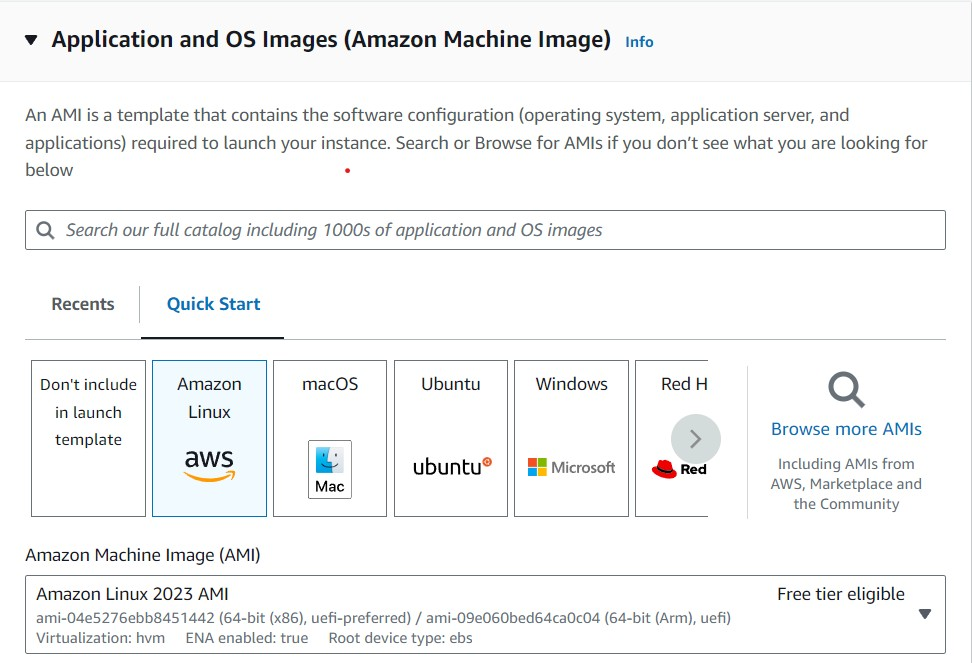 Application and OS Images (Amazon Machine Image) Info
An AMI is a template that contains the software configuration (operating system, application server, and
applications) required to launch your instance. Search or Browse for AMIs if you don’t see what you are looking for
below
Search our full catalog including 1000s of application and OS images
Recents
Quick Start
Don't include
in launch
template
Amazon
Linux
aws
macOS
Mac
Ubuntu
ubuntu
Windows
Microsoft
Red H
Red
Browse more AMIs
Including AMIs from
AWS, Marketplace and
the Community
Amazon Machine Image (AMI)
Amazon Linux 2023 AMI
Free tier eligible
ami-04e5276ebb8451442 (64-bit (x86), uefi-preferred) / ami-09e060bed64ca0c04 (64-bit (Arm), uefi)
Virtualization: hvm ENA enabled: true Root device type: ebs